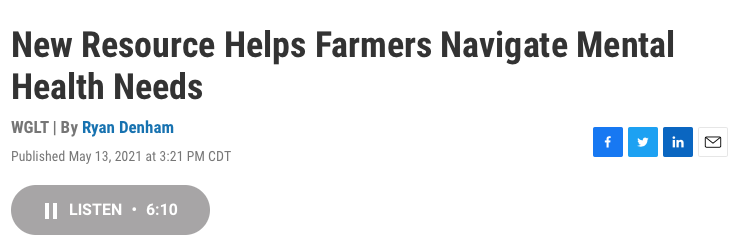 New Resource Helps Farmers Navigate Mental
Health Needs
WGLT | By Ryan Denham
Published May 13, 2021 at 3:21 PM CDT
f in
LISTEN • 6:10